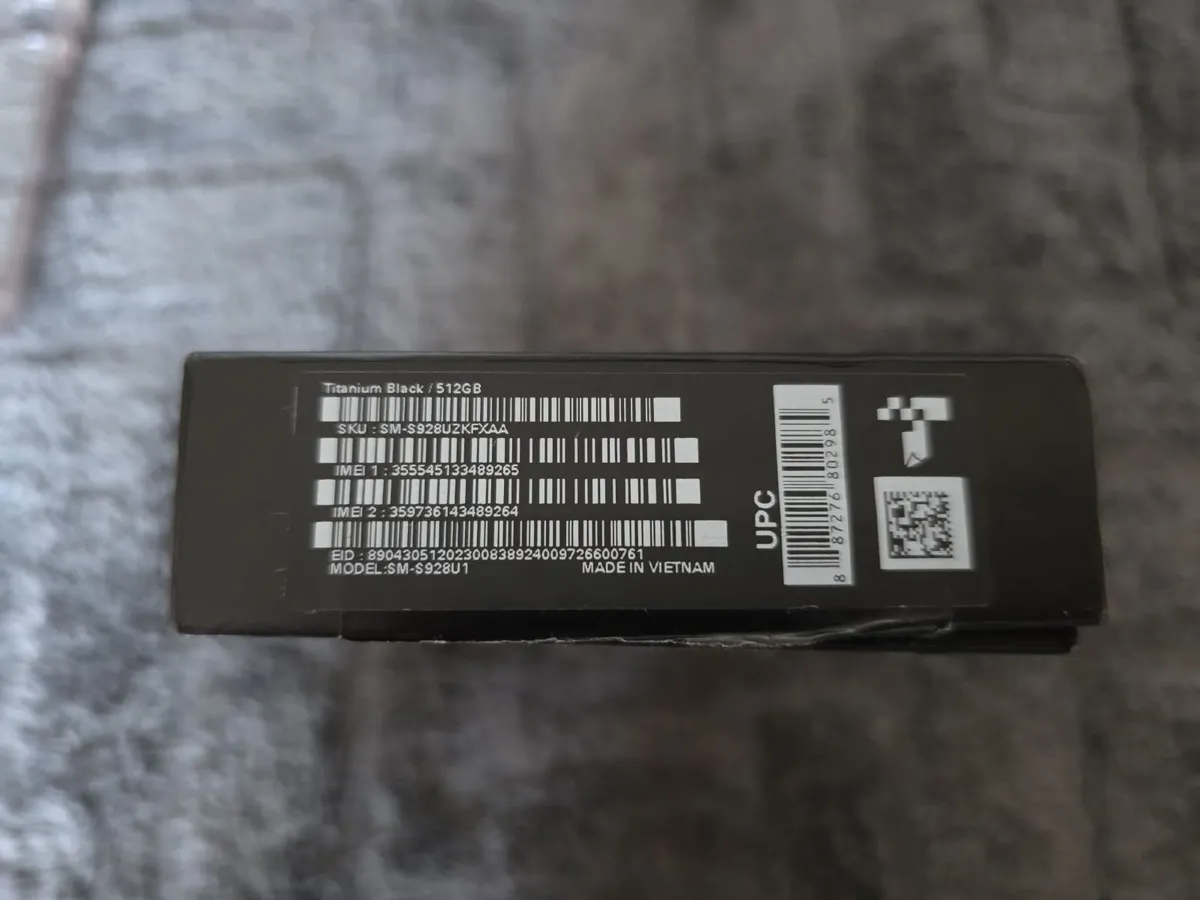 Titanium Black / 512GB
SKU : SM-S928UZKFXAA
IMEI 1 : 355545133489265
IMEI 2 : 359736143489264
EID : 89043051202300838924009726600761
MODEL:SM-S928U1
MADE IN VIETNAM
UPC
8 87276 80298 5